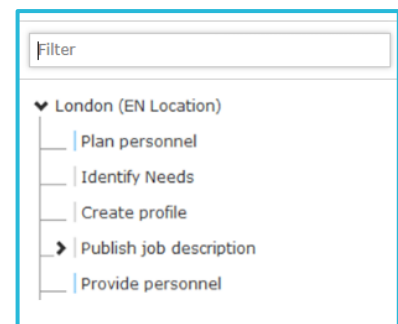 Filter
London (EN Location)
Plan personnel
Identify Needs
Create profile
Publish job description
Provide personnel